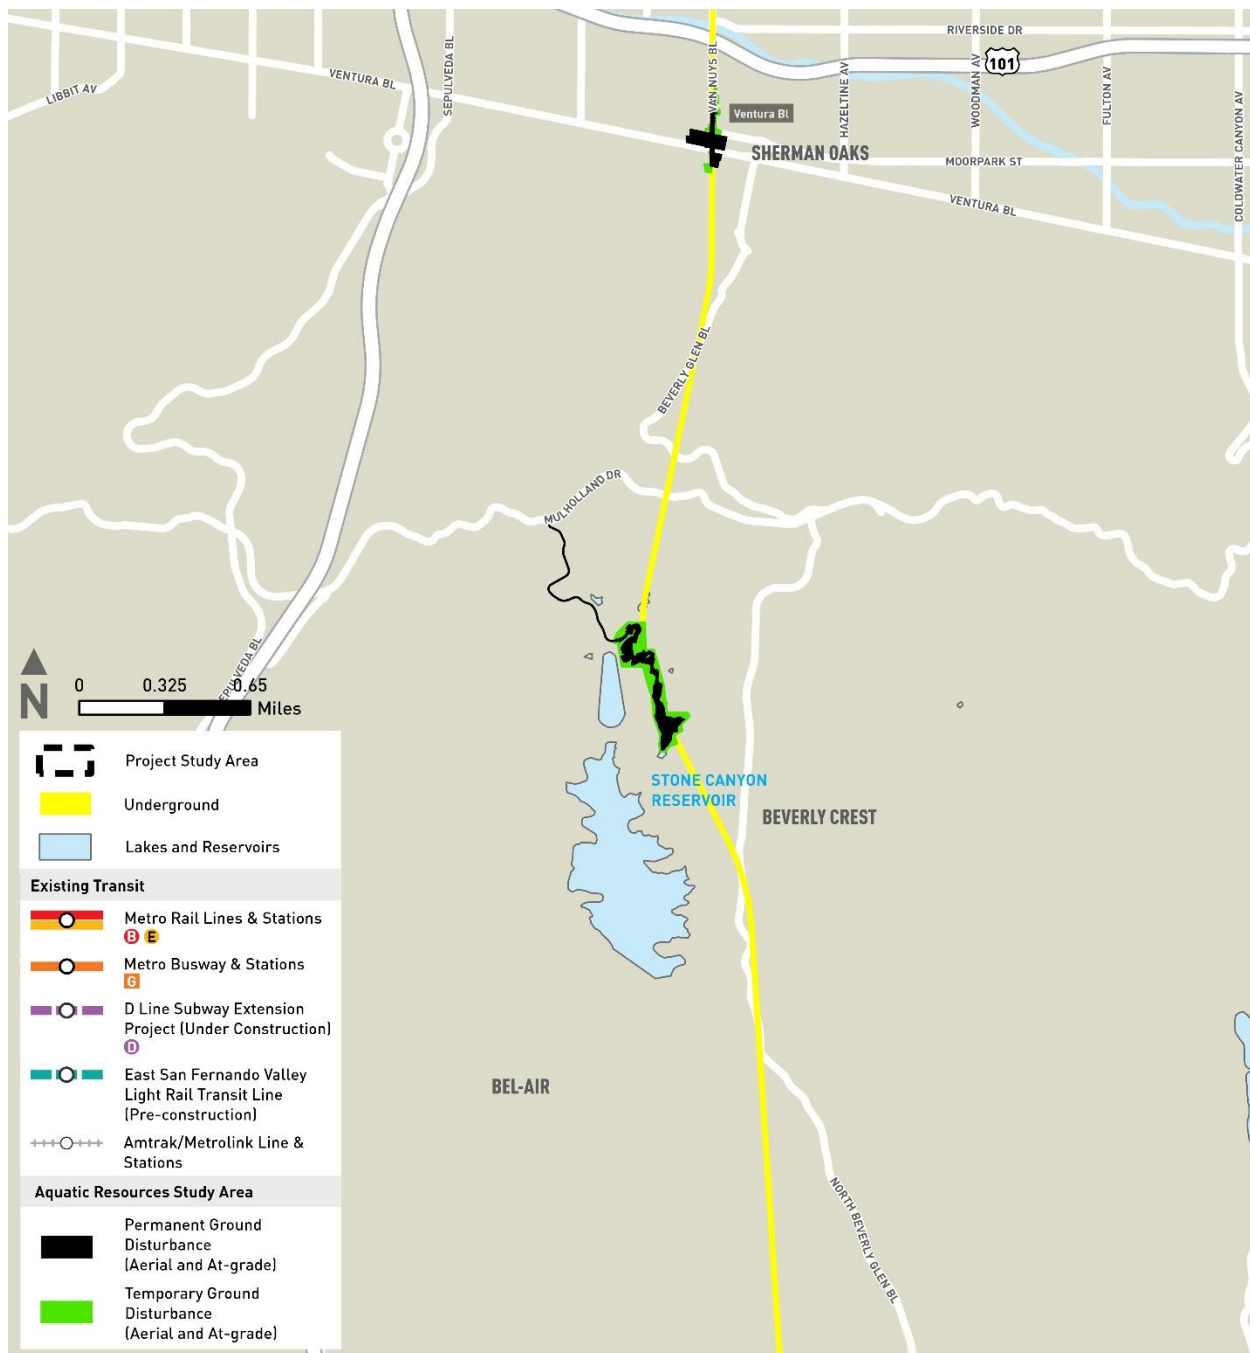 RIVERSIDE DR
101
SEPULVEDA BL
VAN NUYS BL
HAZELTINE AV
WOODMAN AV
FULTON AV
COLDWATER CANYON AV
LIBBIT AV
VENTURA BL
Ventura Bl
SHERMAN OAKS
MOORPARK ST
VENTURA BL
BEVERLY GLEN BL
MULHOLLAND DR
SEPULVEDA BL
N
0 0.325 0.65
Miles
STONE CANYON
RESERVOIR
BEVERLY CREST
BEL-AIR
NORTH BEVERLY GLEN BL
Project Study Area
Underground
Lakes and Reservoirs
Existing Transit
Metro Rail Lines & Stations
B E
Metro Busway & Stations
G
D Line Subway Extension
Project (Under Construction)
D
East San Fernando Valley
Light Rail Transit Line
(Pre-construction)
Amtrak/Metrolink Line &
Stations
Aquatic Resources Study Area
Permanent Ground
Disturbance
(Aerial and At-grade)
Temporary Ground
Disturbance
(Aerial and At-grade)